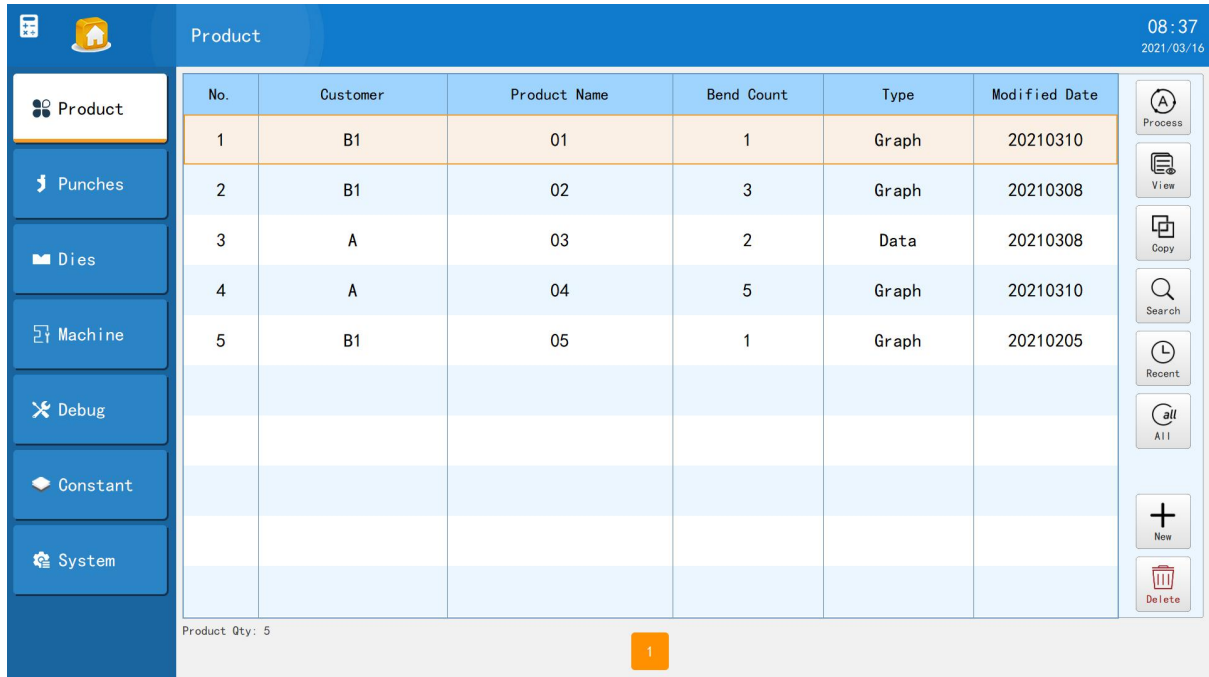 Product
08:37
2021/03/16
Product
Punches
Dies
Machine
Debug
Constant
System
No. Customer Product Name Bend Count Type Modified Date
1 B1 01 1 Graph 20210310
2 B1 02 3 Graph 20210308
3 A 03 2 Data 20210308
4 A 04 5 Graph 20210310
5 B1 05 1 Graph 20210205
A
Process
View
Copy
Search
Recent
all
All
New
Delete
Product Qty: 5
1